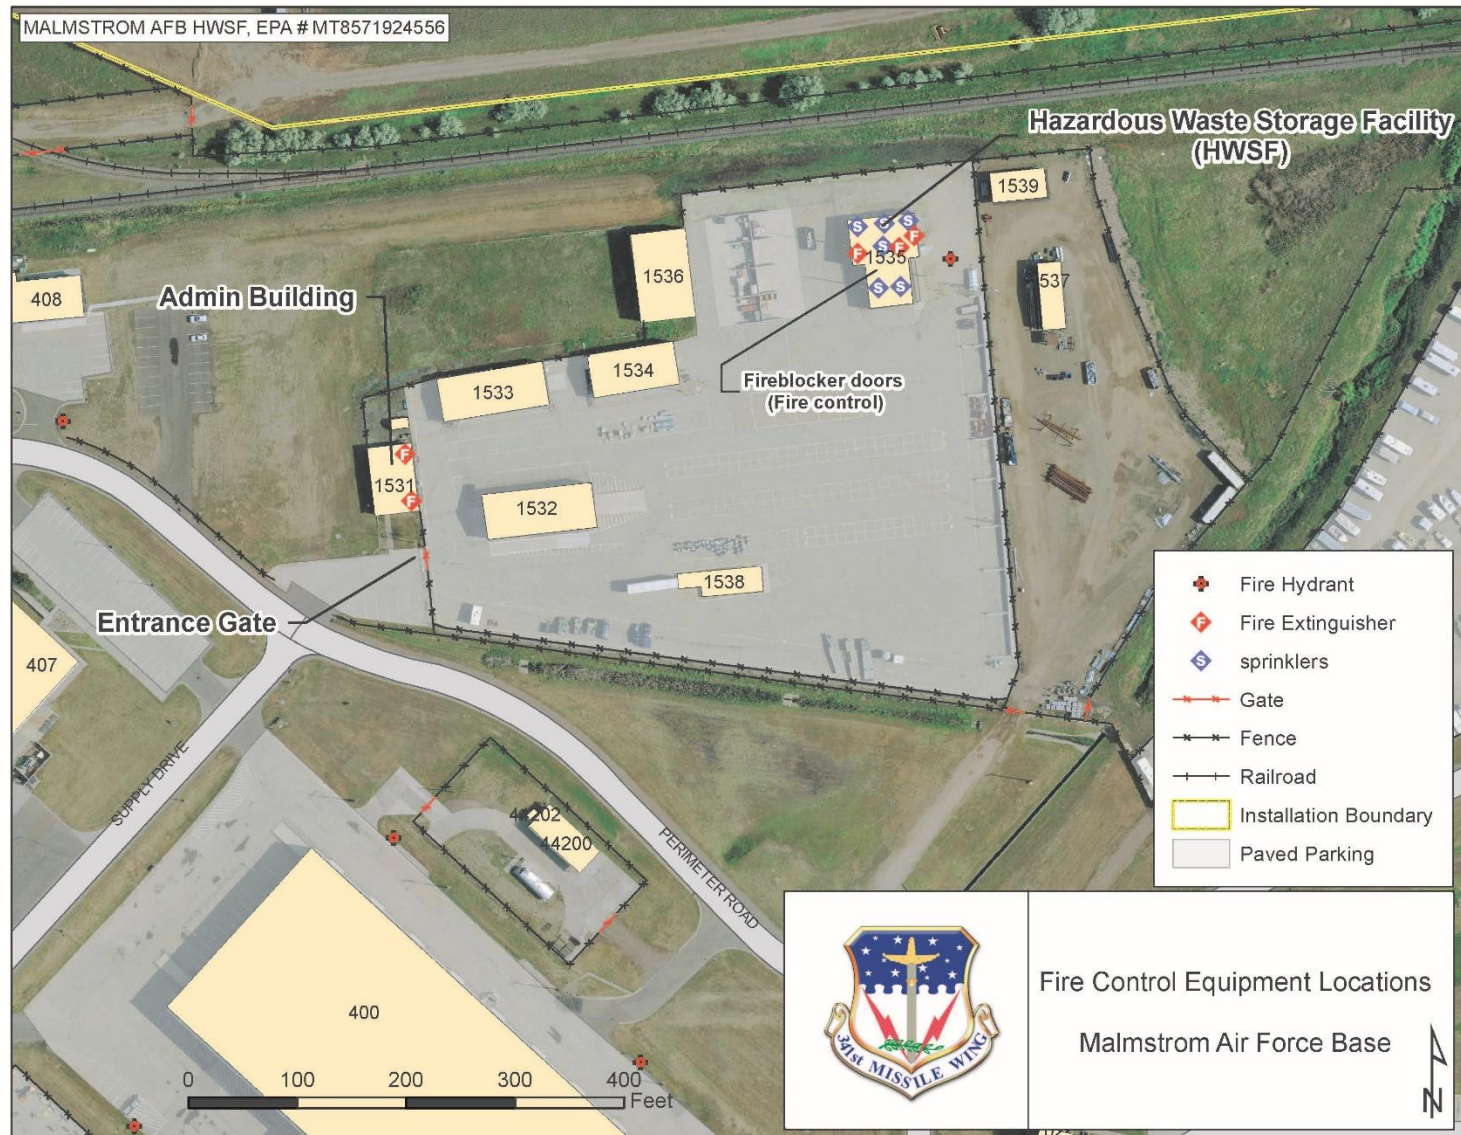 MALMSTROM AFB HWSF, EPA # MT8571924556
Hazardous Waste Storage Facility
(HWSF)
1539
S S S
S F F
F
1535
S S
1536
537
408
Admin Building
1534
1533
Fireblocker doors
(Fire control)
F
1531
F
1532
1538
Entrance Gate
407
Fire Hydrant
F Fire Extinguisher
S sprinklers
Gate
Fence
Railroad
Installation Boundary
Paved Parking
SUPPLY DRIVE
PERIMETER ROAD
44202
44200
400
0 100 200 300 400
Feet
341st MISSILE WING
Fire Control Equipment Locations
Malmstrom Air Force Base
N